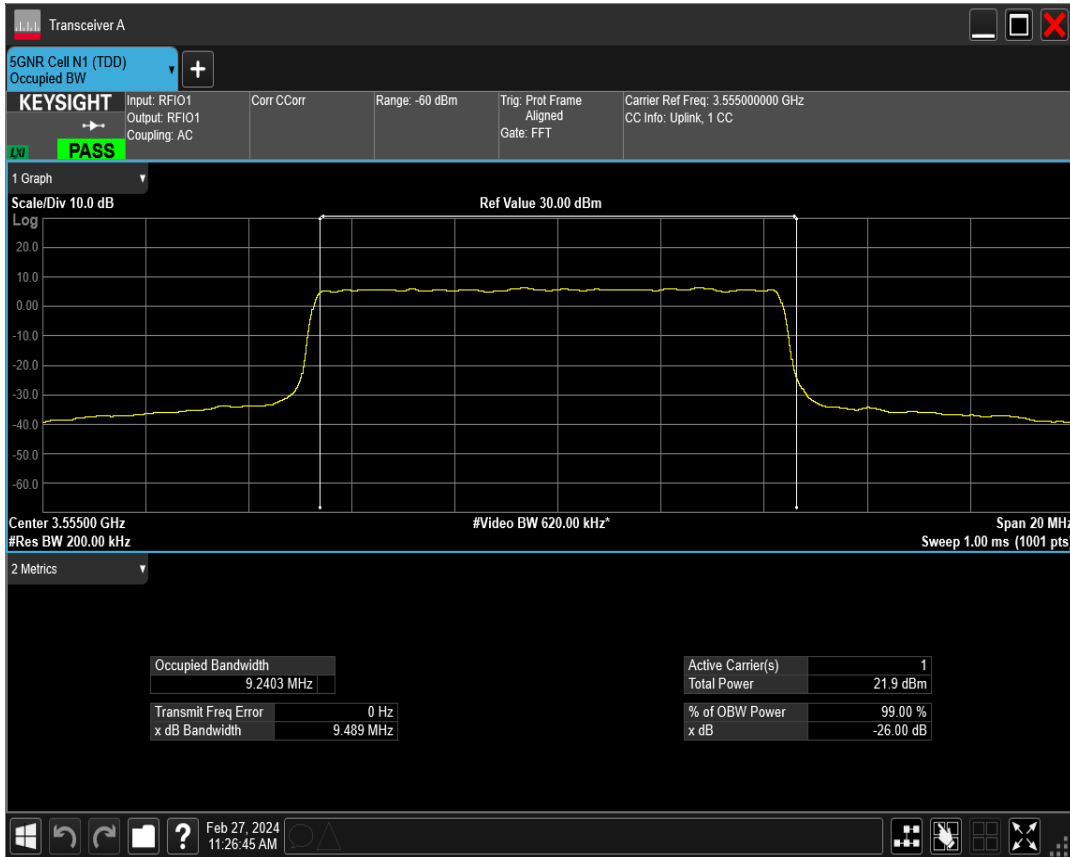 Transceiver A
5GNR Cell N1 (TDD)
Occupied BW
+
KEYSIGHT
LXI
PASS
Input: RFIO1
Output: RFIO1
Coupling: AC
Corr CCorr
Range: -60 dBm
Trig: Prot Frame
Aligned
Gate: FFT
Carrier Ref Freq: 3.555000000 GHz
CC Info: Uplink, 1 CC
1 Graph
Scale/Div 10.0 dB
Ref Value 30.00 dBm
Log
20.0
10.0
0.00
-10.0
-20.0
-30.0
-40.0
-50.0
-60.0
Center 3.55500 GHz
#Video BW 620.00 kHz*
Span 20 MHz
#Res BW 200.00 kHz
Sweep 1.00 ms (1001 pts)
2 Metrics
Occupied Bandwidth
9.2403 MHz
Transmit Freq Error 0 Hz
x dB Bandwidth 9.489 MHz
Active Carrier(s) 1
Total Power 21.9 dBm
% of OBW Power 99.00 %
x dB -26.00 dB
?
Feb 27, 2024
11:26:45 AM